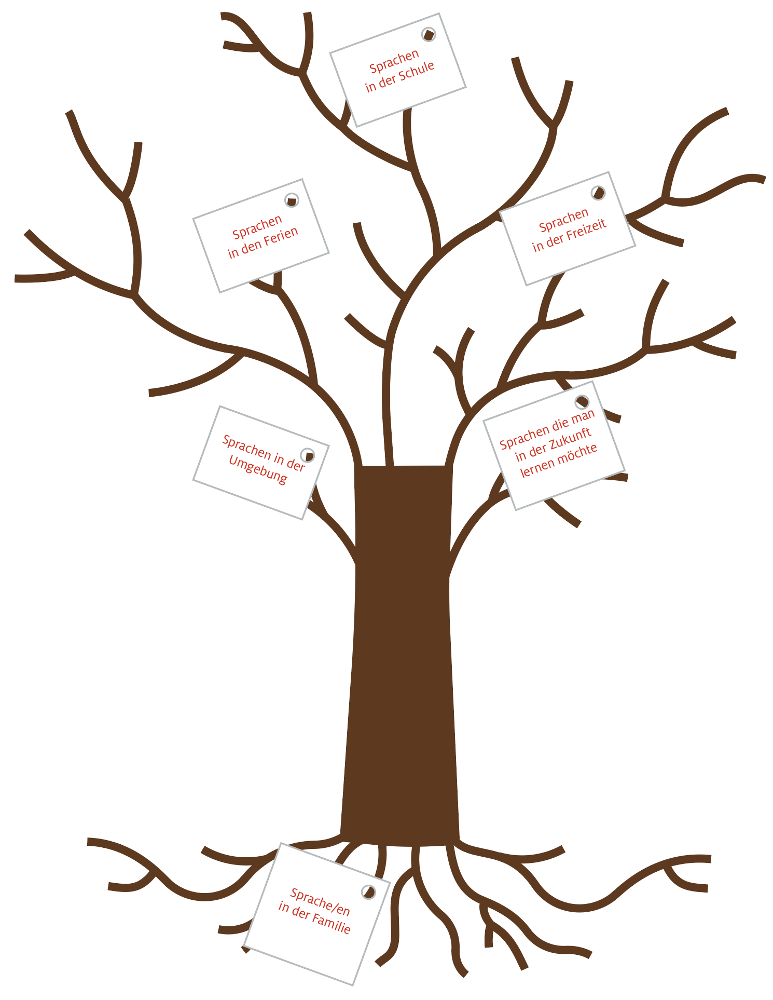 Sprachen
in der Schule
Sprachen
in den Ferien
Sprachen
in der Freizeit
Sprachen in der
Umgebung
Sprachen die man
in der Zukunft
lernen möchte
Sprache/en
in der Familie